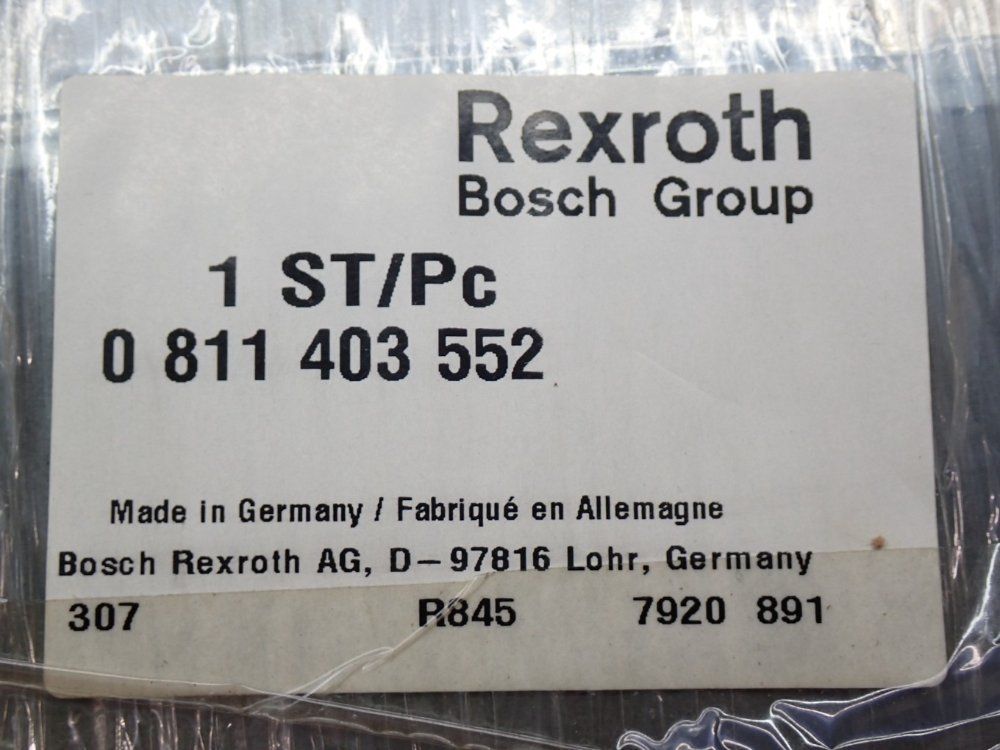 Rexroth
Bosch Group
1 ST/Pc
0 811 403 552
Made in Germany / Fabriqué en Allemagne
Bosch Rexroth AG, D-97816 Lohr, Germany
307 R845 7920 891